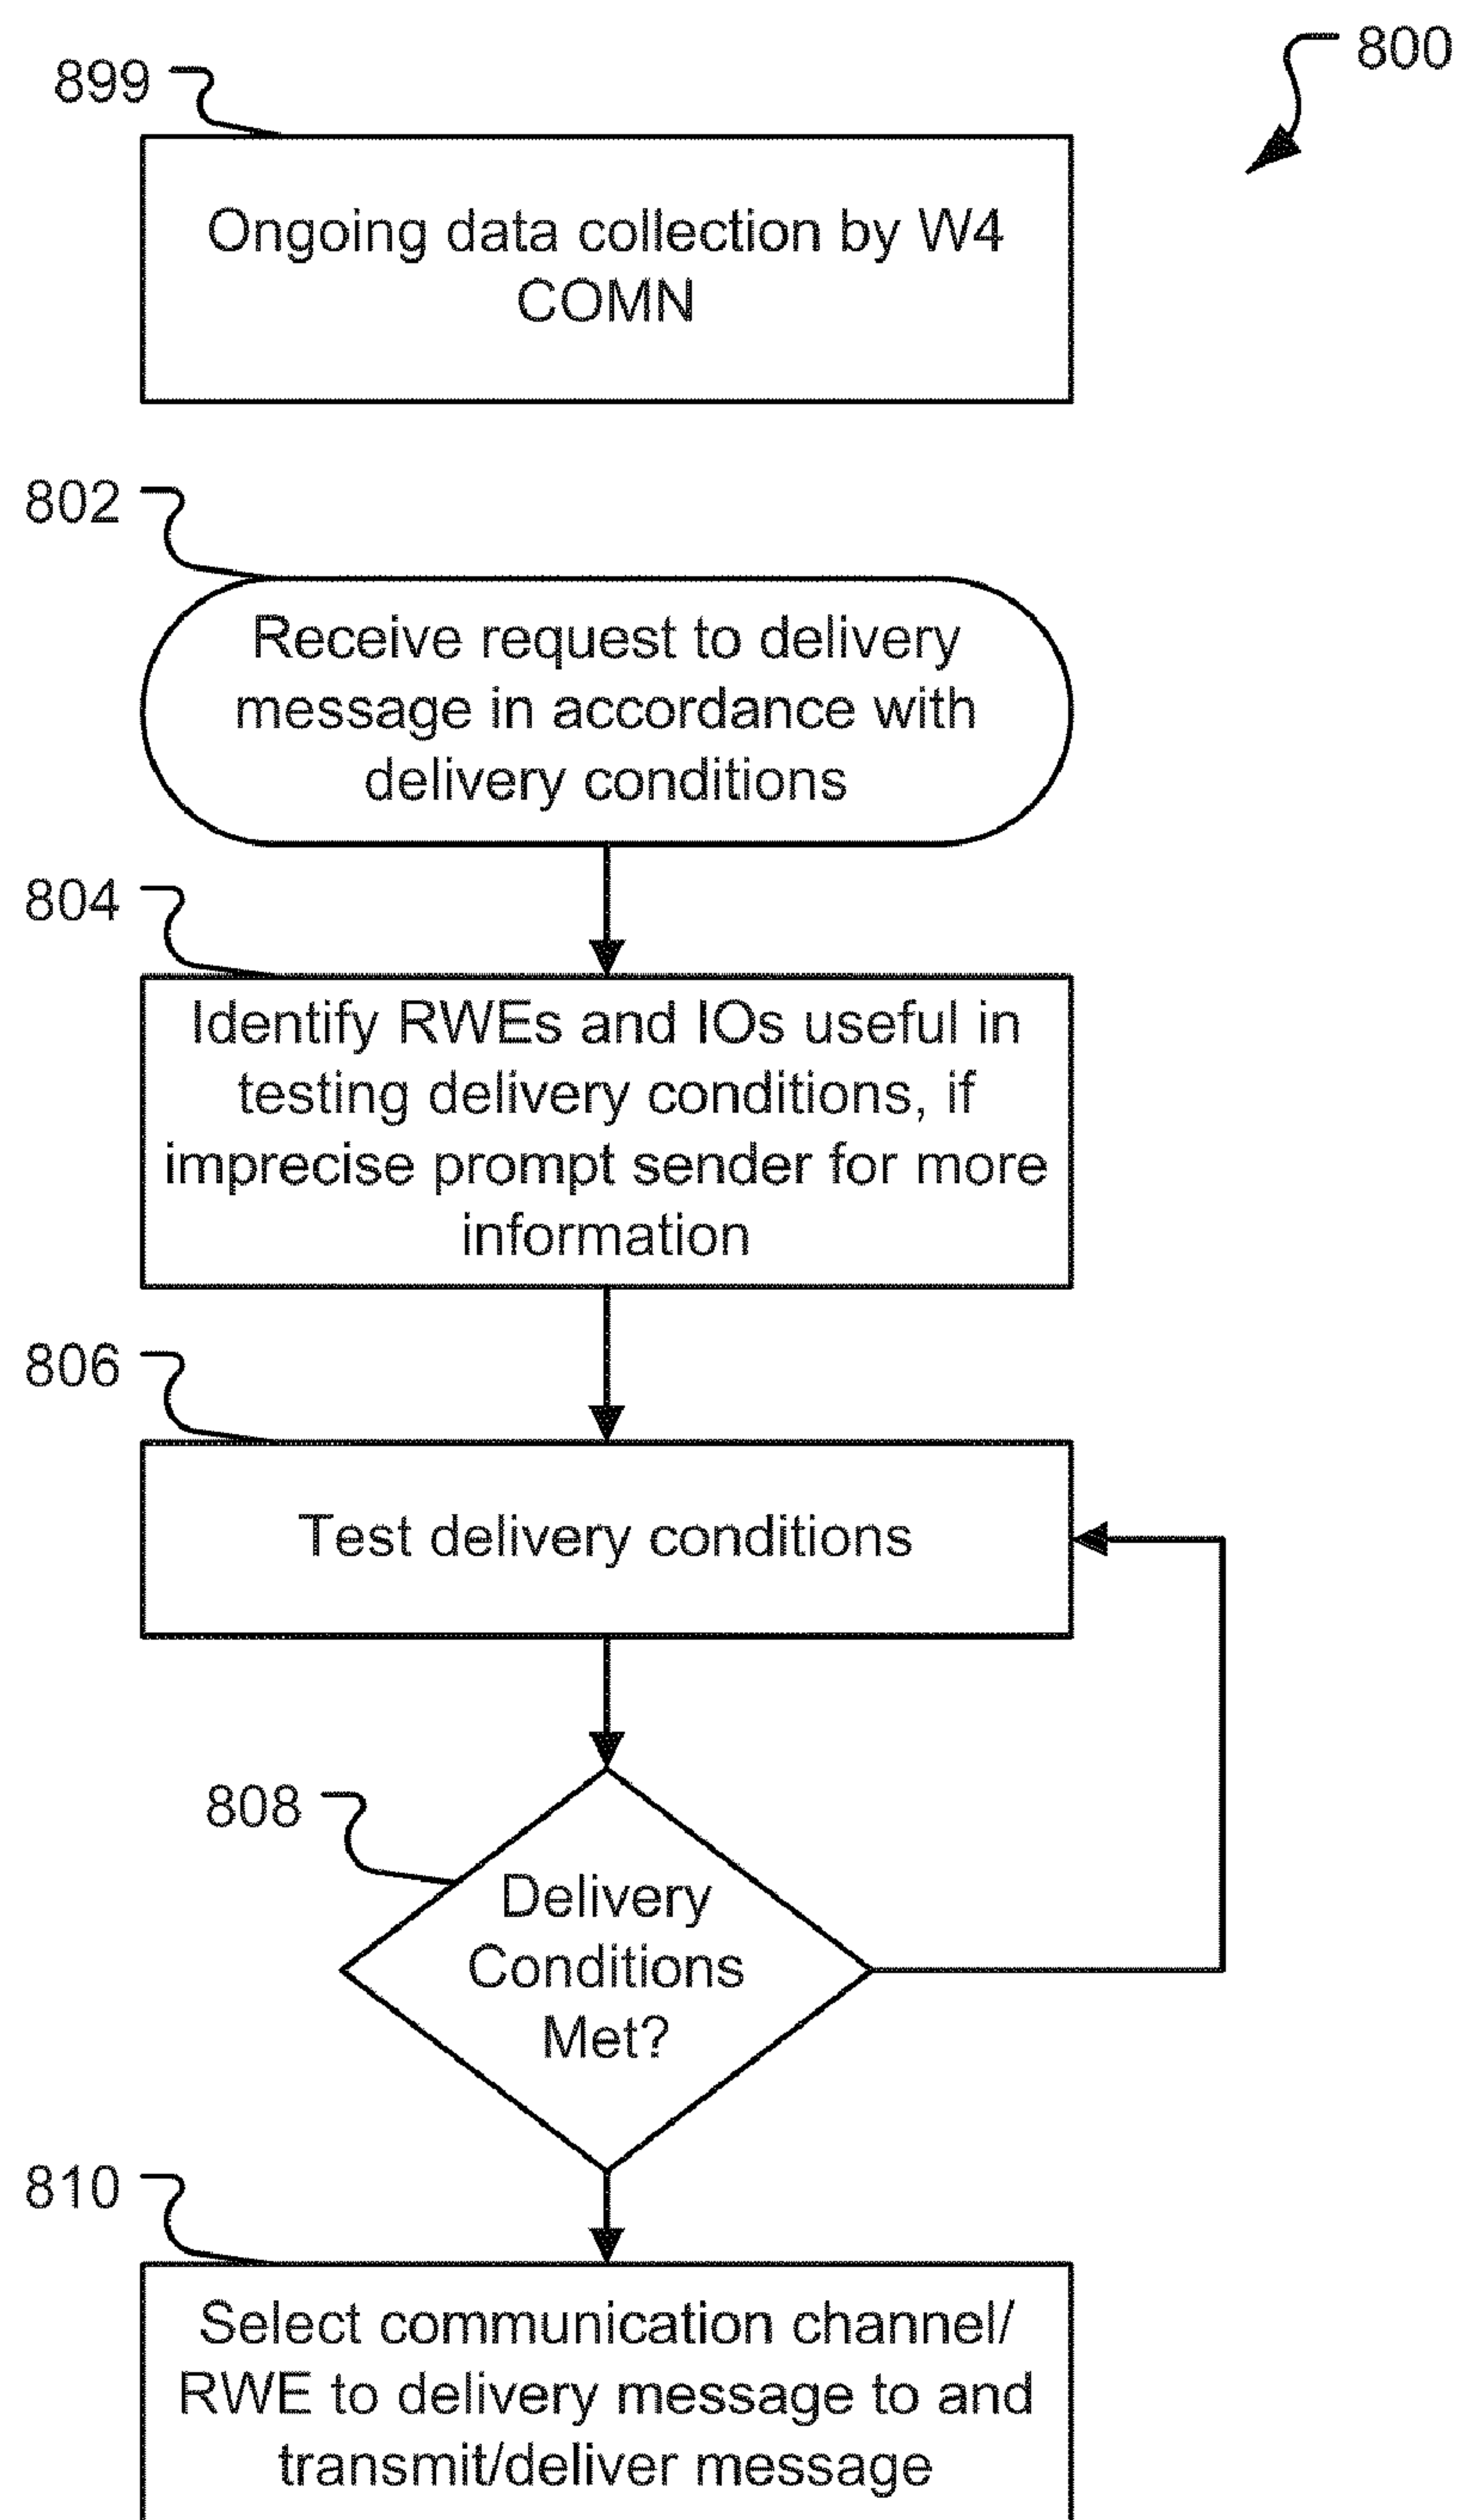 800
899
Ongoing data collection by W4
COMN
802
Receive request to delivery
message in accordance with
delivery conditions
804
Identify RWEs and IOs useful in
testing delivery conditions, if
imprecise prompt sender for more
information
806
Test delivery conditions
808
Delivery
Conditions
Met?
810
Select communication channel/
RWE to delivery message to and
transmit/deliver message